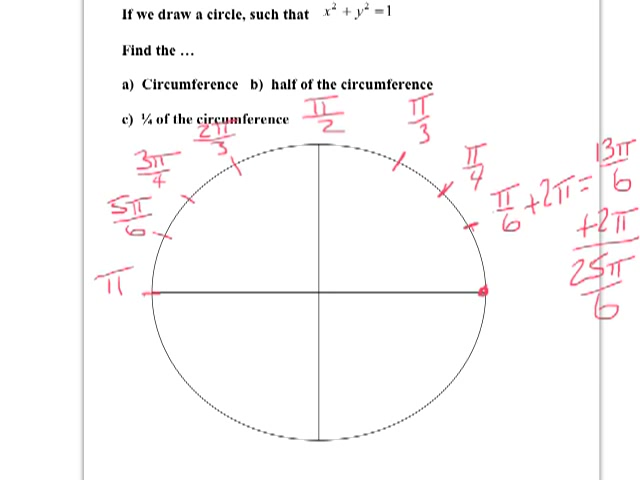 If we draw a circle, such that x² + y² = 1
Find the ...
a) Circumference b) half of the circumference
c) ¼ of the circumference
π/2
π/3
2π/3
3π/4
π/4
5π/6
π/6 + 2π = 13π/6
+2π
25π/6
π